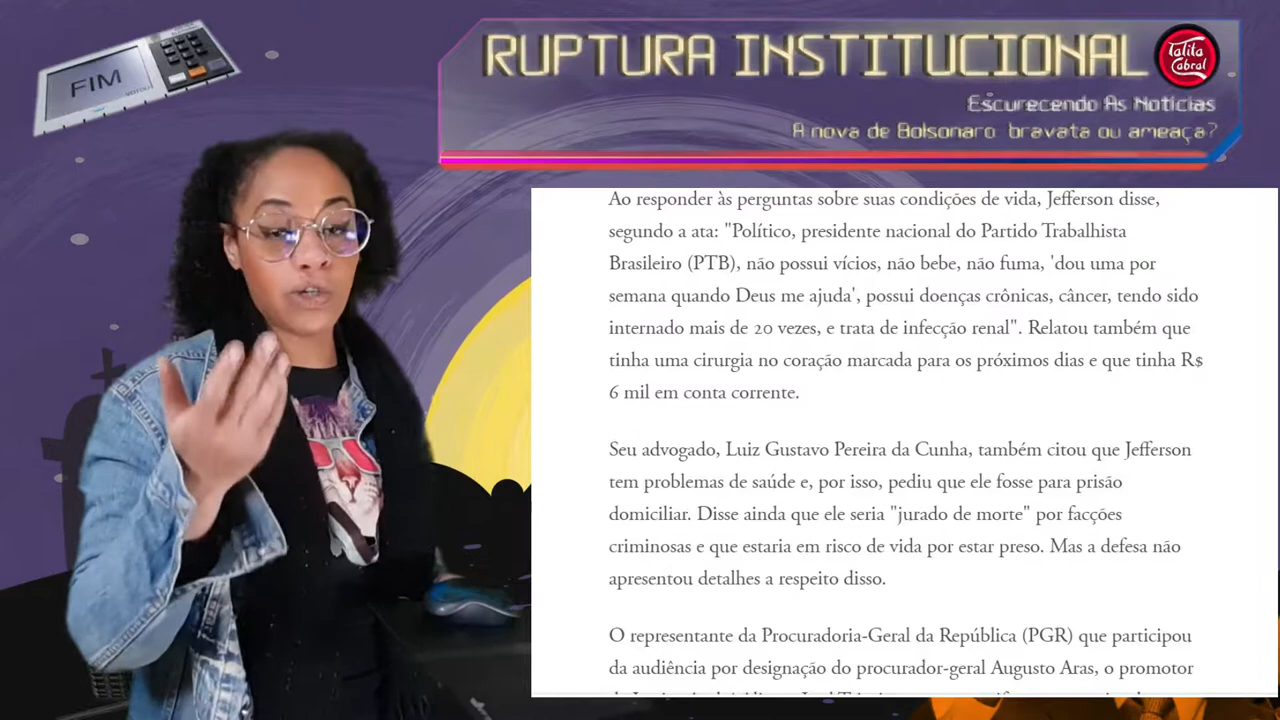 FIM
RUPTURA INSTITUCIONAL
Talita
Cabral
Escurecendo As Notícias
A nova de Bolsonaro bravata ou ameaça?
Ao responder às perguntas sobre suas condições de vida, Jefferson disse,
segundo a ata: "Político, presidente nacional do Partido Trabalhista
Brasileiro (PTB), não possui vícios, não bebe, não fuma, 'dou uma por
semana quando Deus me ajuda', possui doenças crônicas, câncer, tendo sido
internado mais de 20 vezes, e trata de infecção renal". Relatou também que
tinha uma cirurgia no coração marcada para os próximos dias e que tinha R$
6 mil em conta corrente.
Seu advogado, Luiz Gustavo Pereira da Cunha, também citou que Jefferson
tem problemas de saúde e, por isso, pediu que ele fosse para prisão
domiciliar. Disse ainda que ele seria "jurado de morte" por facções
criminosas e que estaria em risco de vida por estar preso. Mas a defesa não
apresentou detalhes a respeito disso.
O representante da Procuradoria-Geral da República (PGR) que participou
da audiência por designação do procurador-geral Augusto Aras, o promotor